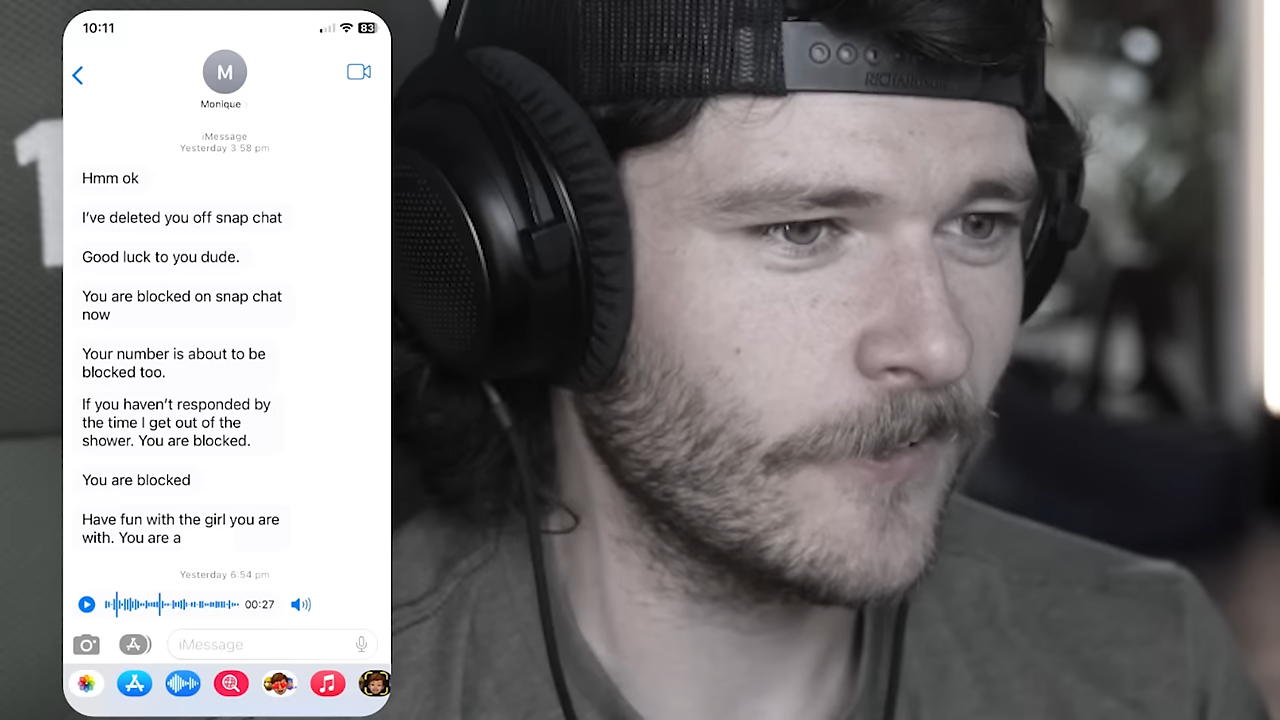 10:11
83
M
Monique
iMessage
Yesterday 3:58 pm
Hmm ok
I've deleted you off snap chat
Good luck to you dude.
You are blocked on snap chat
now
Your number is about to be
blocked too.
If you haven't responded by
the time I get out of the
shower. You are blocked.
You are blocked
Have fun with the girl you are
with. You are a
Yesterday 6:54 pm
00:27
iMessage
RICHARDSON
1